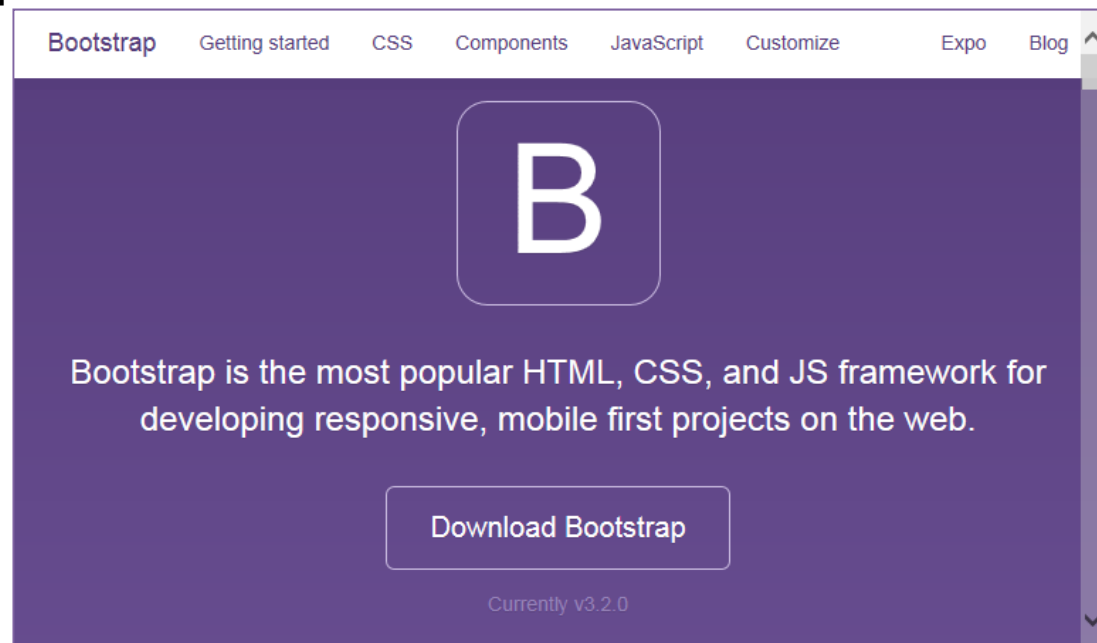 Bootstrap Getting started CSS Components JavaScript Customize Expo Blog
B
Bootstrap is the most popular HTML, CSS, and JS framework for
developing responsive, mobile first projects on the web.
Download Bootstrap
Currently v3.2.0